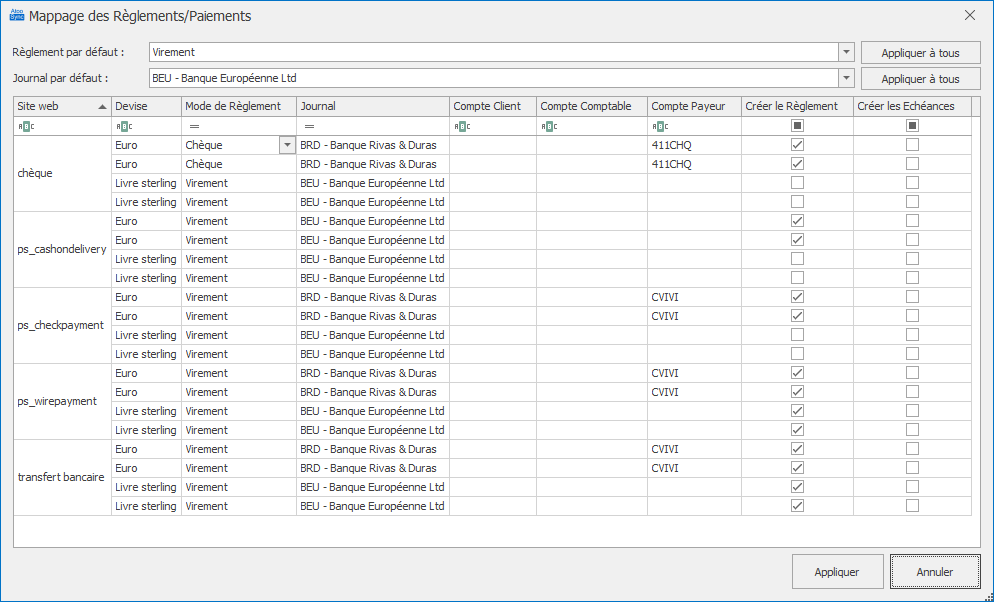 Atoo Sync Mappage des Règlements/Paiements
Règlement par défaut : Virement Appliquer à tous
Journal par défaut : BEU - Banque Européenne Ltd Appliquer à tous
Site web Devise Mode de Règlement Journal Compte Client Compte Comptable Compte Payeur Créer le Règlement Créer les Echéances
ABC ABC = = ABC ABC ABC
chèque Euro Chèque BRD - Banque Rivas & Duras 411CHQ
Euro Chèque BRD - Banque Rivas & Duras 411CHQ
Livre sterling Virement BEU - Banque Européenne Ltd
Livre sterling Virement BEU - Banque Européenne Ltd
ps_cashondelivery Euro Virement BEU - Banque Européenne Ltd
Euro Virement BEU - Banque Européenne Ltd
Livre sterling Virement BEU - Banque Européenne Ltd
Livre sterling Virement BEU - Banque Européenne Ltd
ps_checkpayment Euro Virement BRD - Banque Rivas & Duras CVIVI
Euro Virement BRD - Banque Rivas & Duras CVIVI
Livre sterling Virement BEU - Banque Européenne Ltd
Livre sterling Virement BEU - Banque Européenne Ltd
ps_wirepayment Euro Virement BRD - Banque Rivas & Duras CVIVI
Euro Virement BRD - Banque Rivas & Duras CVIVI
Livre sterling Virement BEU - Banque Européenne Ltd
Livre sterling Virement BEU - Banque Européenne Ltd
transfert bancaire Euro Virement BRD - Banque Rivas & Duras CVIVI
Euro Virement BRD - Banque Rivas & Duras CVIVI
Livre sterling Virement BEU - Banque Européenne Ltd
Livre sterling Virement BEU - Banque Européenne Ltd
Appliquer Annuler